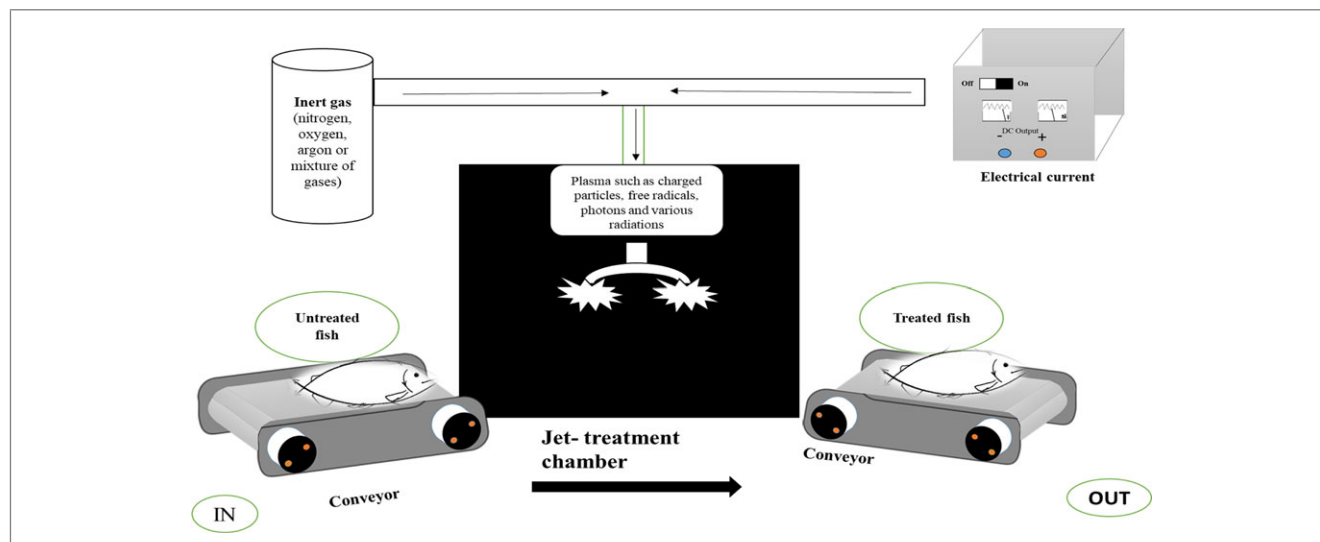 Inert gas
(nitrogen,
oxygen,
argon or
mixture of
gases)
Off
On
DC Output
-
+
Electrical current
Plasma such as charged
particles, free radicals,
photons and various
radiations
Untreated
fish
Treated fish
Jet- treatment
chamber
Conveyor
Conveyor
IN
OUT